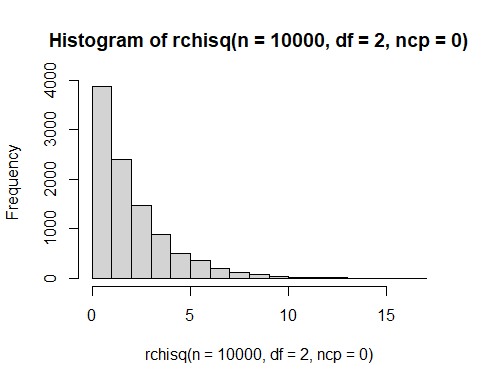 Histogram of rchisq(n = 10000, df = 2, ncp = 0)
Frequency
4000
3000
2000
1000
0
0 5 10 15
rchisq(n = 10000, df = 2, ncp = 0)